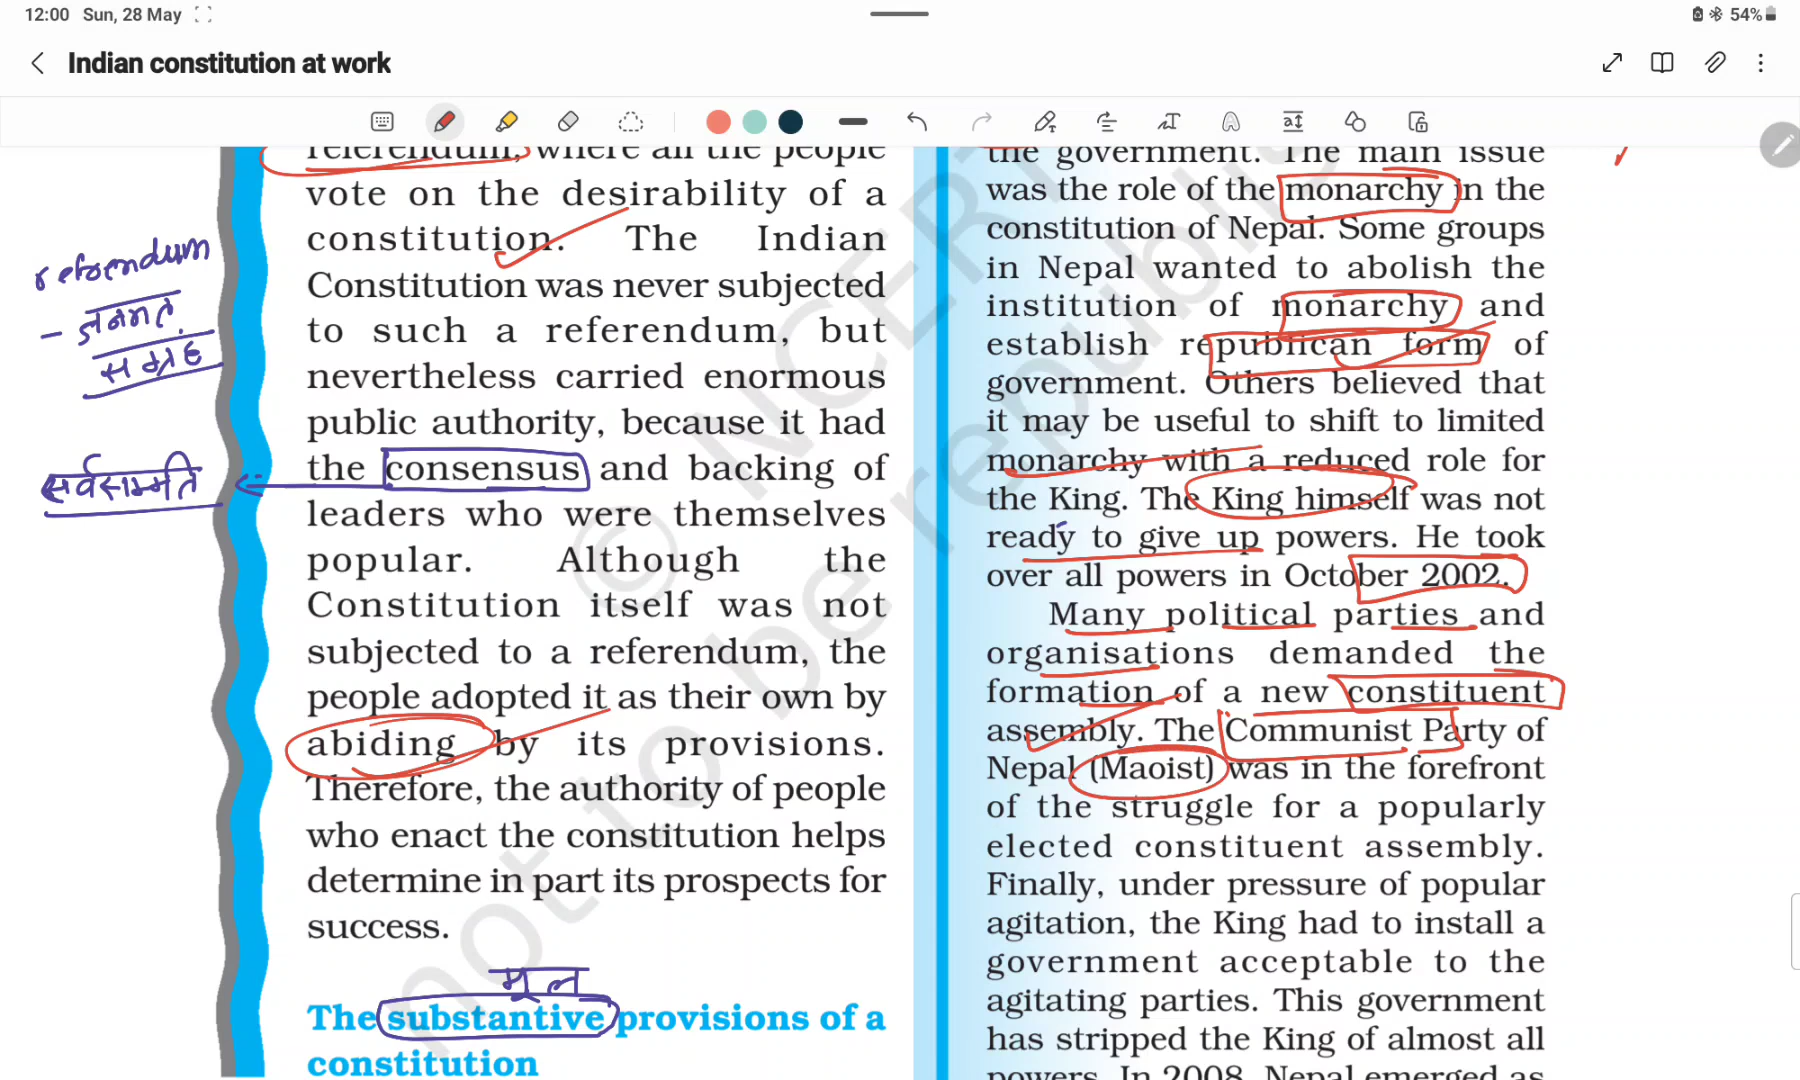 12:00 Sun, 28 May
54%
Indian constitution at work
referendum, where all the people
vote on the desirability of a
constitution. The Indian
Constitution was never subjected
to such a referendum, but
nevertheless carried enormous
public authority, because it had
the consensus and backing of
leaders who were themselves
popular. Although the
Constitution itself was not
subjected to a referendum, the
people adopted it as their own by
abiding by its provisions.
Therefore, the authority of people
who enact the constitution helps
determine in part its prospects for
success.
मूल
The substantive provisions of a
constitution
referendum
- जनमत
संग्रह
सर्वसम्मति
the government. The main issue
was the role of the monarchy in the
constitution of Nepal. Some groups
in Nepal wanted to abolish the
institution of monarchy and
establish republican form of
government. Others believed that
it may be useful to shift to limited
monarchy with a reduced role for
the King. The King himself was not
ready to give up powers. He took
over all powers in October 2002.
Many political parties and
organisations demanded the
formation of a new constituent
assembly. The Communist Party of
Nepal (Maoist) was in the forefront
of the struggle for a popularly
elected constituent assembly.
Finally, under pressure of popular
agitation, the King had to install a
government acceptable to the
agitating parties. This government
has stripped the King of almost all
powers. In 2008, Nepal emerged as
© NCERT
not to be republis